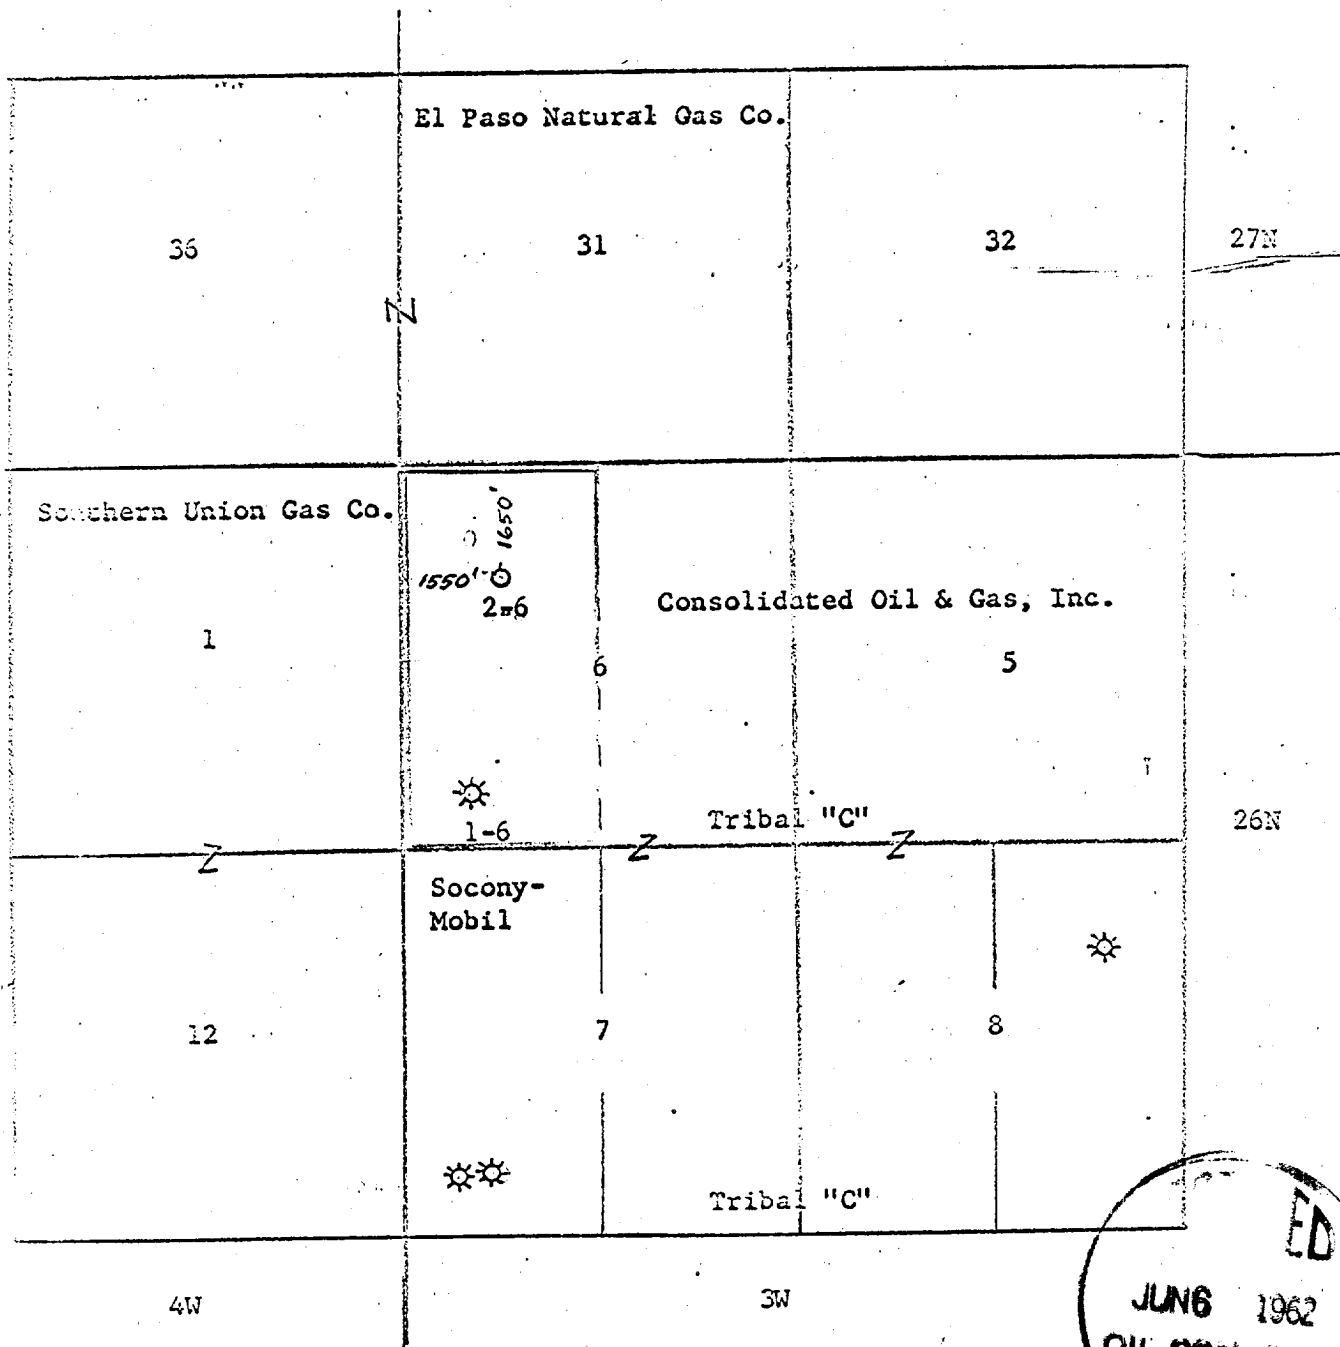 El Paso Natural Gas Co.
36
31
32
27N
Z
Southern Union Gas Co.
1650'
1550'
2=6
Consolidated Oil & Gas, Inc.
1
6
5
1-6
Tribal "C"
26N
Z
Z
Z
Socony-
Mobil
12
7
8
Tribal "C"
ED
JUN6 1962
4W
3W
OIL